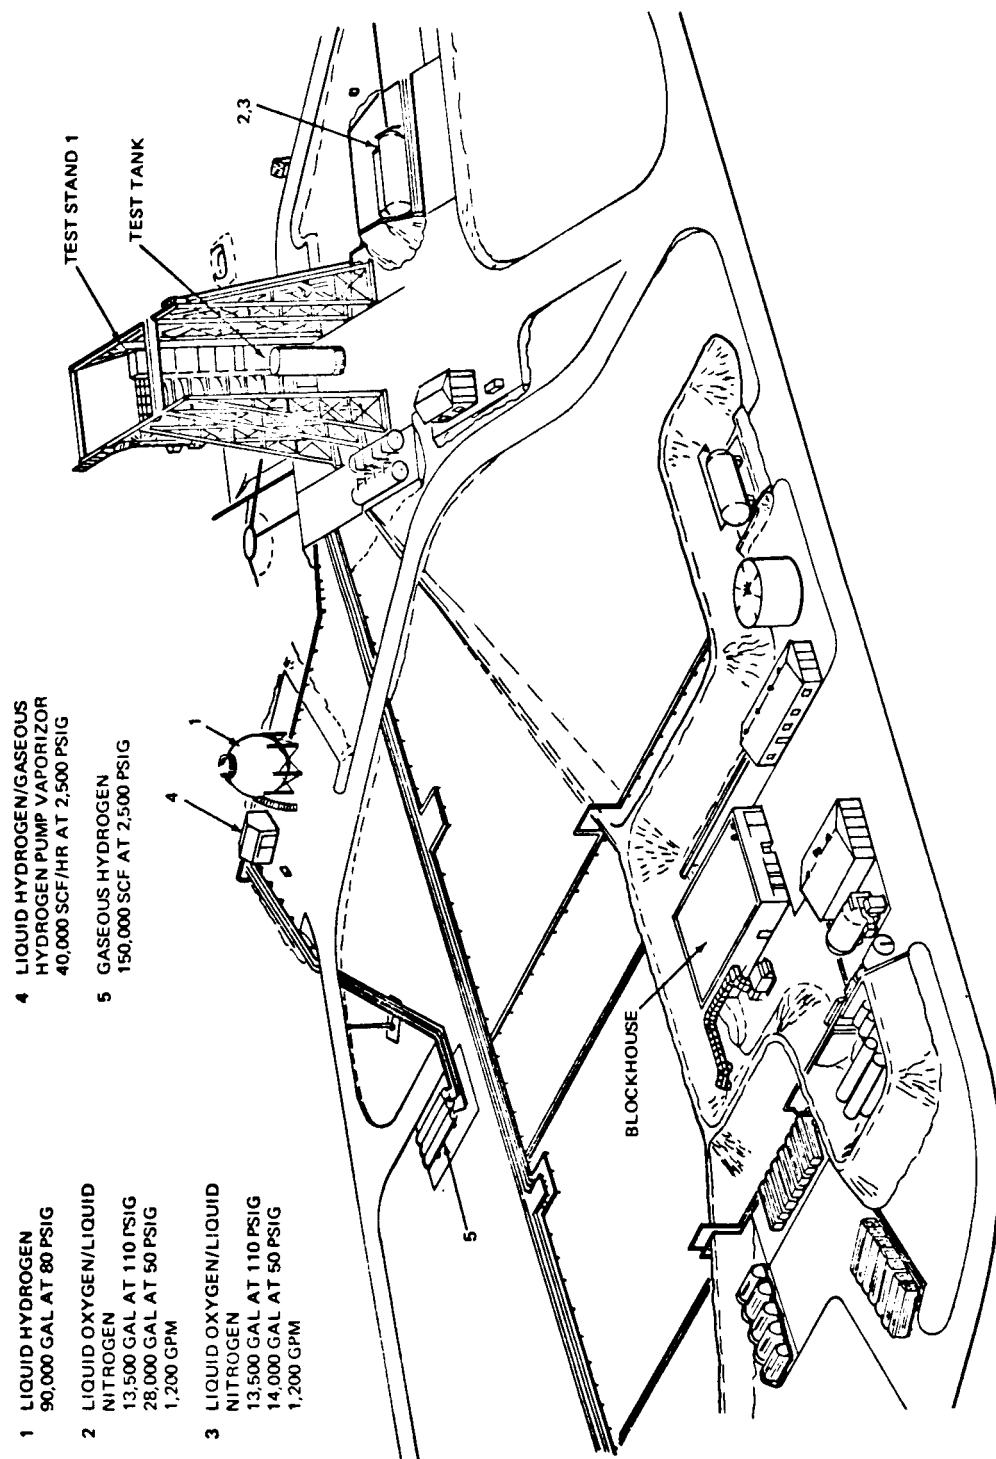 1 LIQUID HYDROGEN
90,000 GAL AT 80 PSIG
2 LIQUID OXYGEN/LIQUID
NITROGEN
13,500 GAL AT 110 PSIG
28,000 GAL AT 50 PSIG
1,200 GPM
3 LIQUID OXYGEN/LIQUID
NITROGEN
13,500 GAL AT 110 PSIG
14,000 GAL AT 50 PSIG
1,200 GPM
4 LIQUID HYDROGEN/GASEOUS
HYDROGEN PUMP VAPORIZOR
40,000 SCF/HR AT 2,500 PSIG
5 GASEOUS HYDROGEN
150,000 SCF AT 2,500 PSIG
TEST STAND 1
TEST TANK
2,3
1
4
5
BLOCKHOUSE